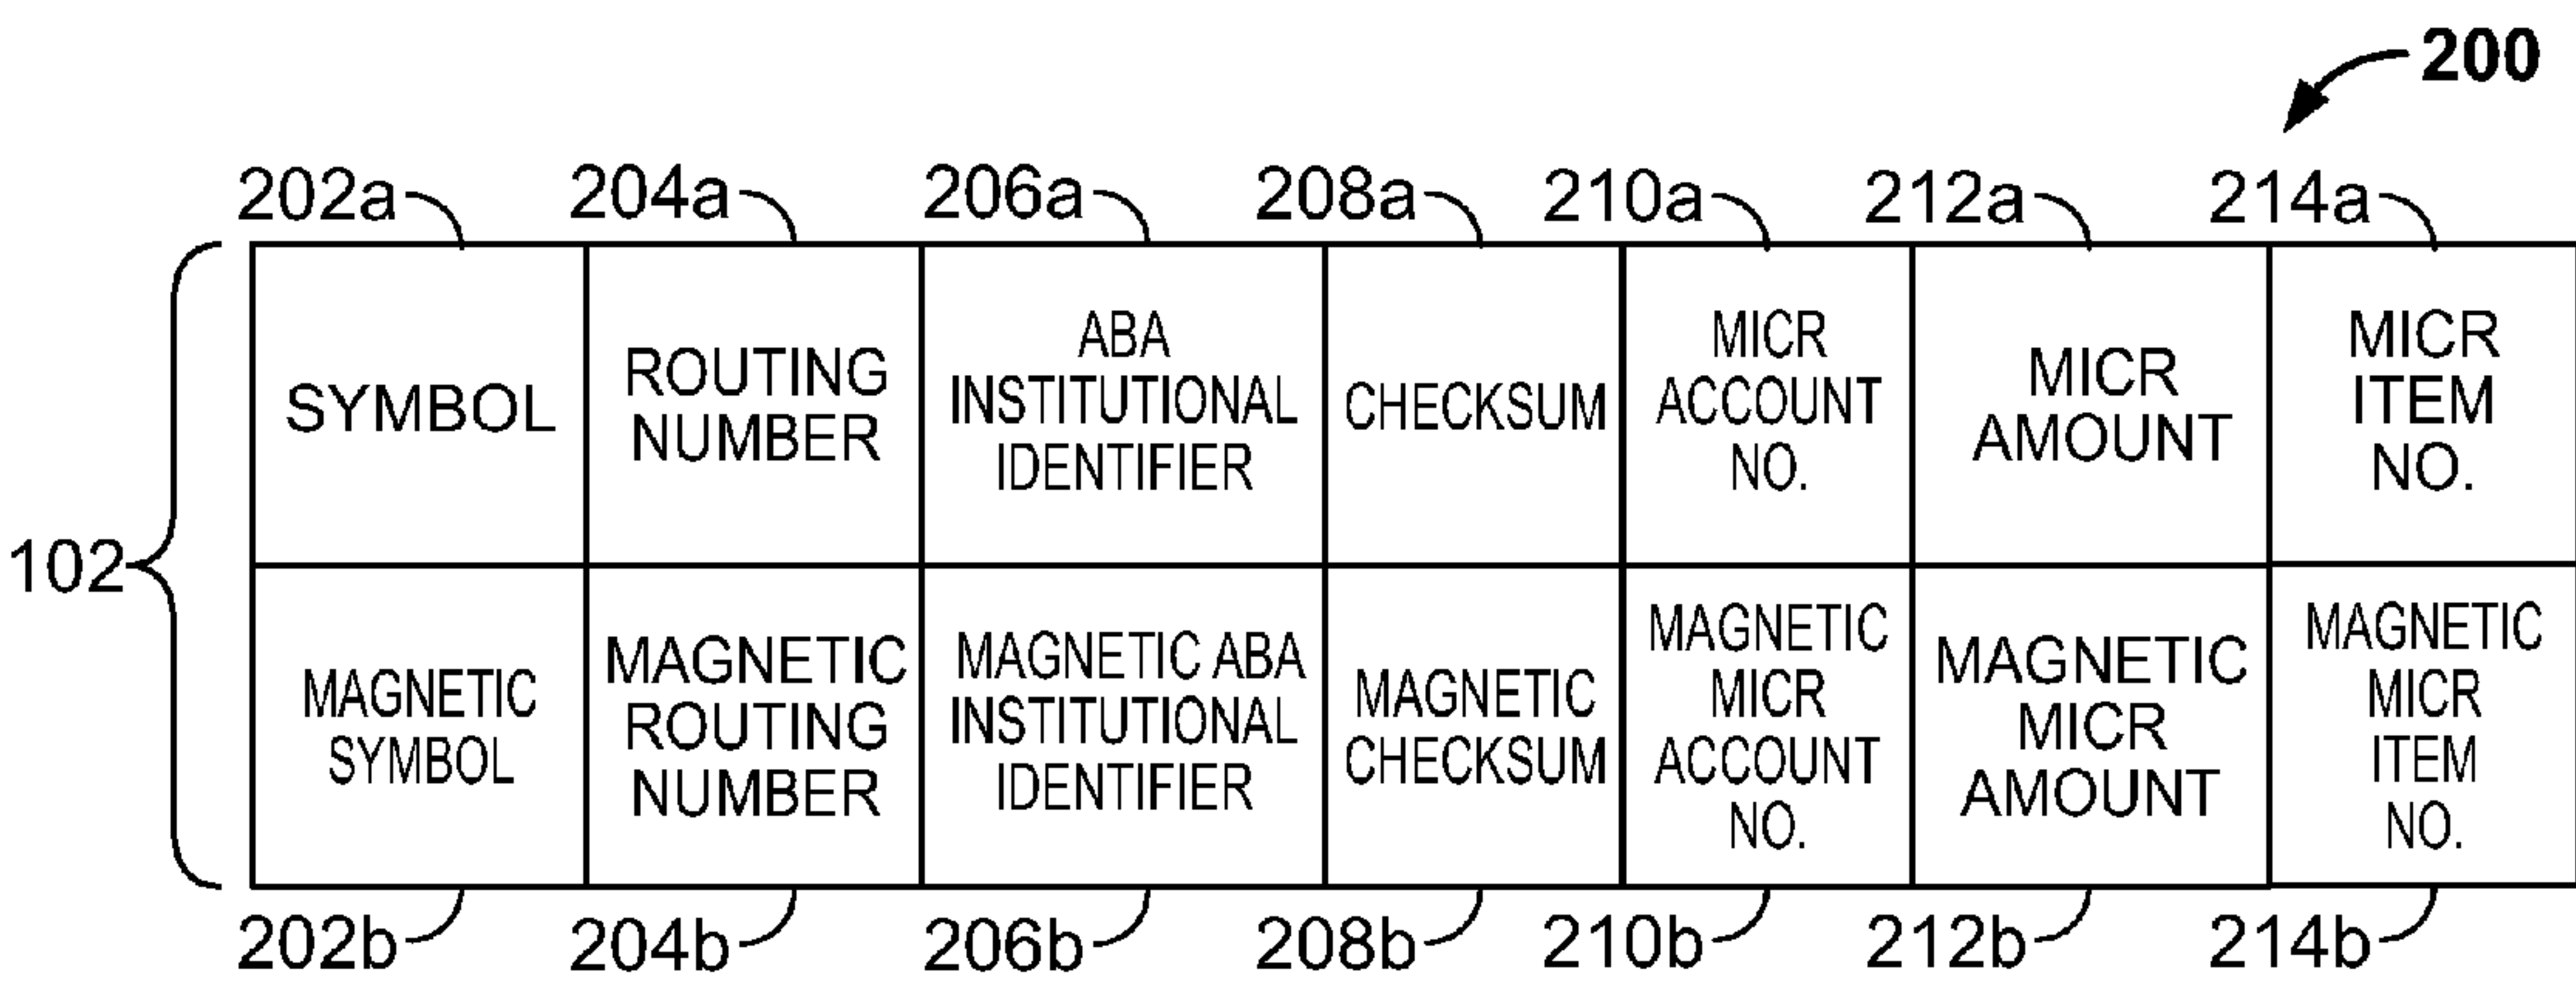 200
202a
204a
206a
208a
210a
212a
214a
102
SYMBOL
ROUTING
NUMBER
ABA
INSTITUTIONAL
IDENTIFIER
CHECKSUM
MICR
ACCOUNT
NO.
MICR
AMOUNT
MICR
ITEM
NO.
MAGNETIC
SYMBOL
MAGNETIC
ROUTING
NUMBER
MAGNETIC ABA
INSTITUTIONAL
IDENTIFIER
MAGNETIC
CHECKSUM
MAGNETIC
MICR
ACCOUNT
NO.
MAGNETIC
MICR
AMOUNT
MAGNETIC
MICR
ITEM
NO.
202b
204b
206b
208b
210b
212b
214b